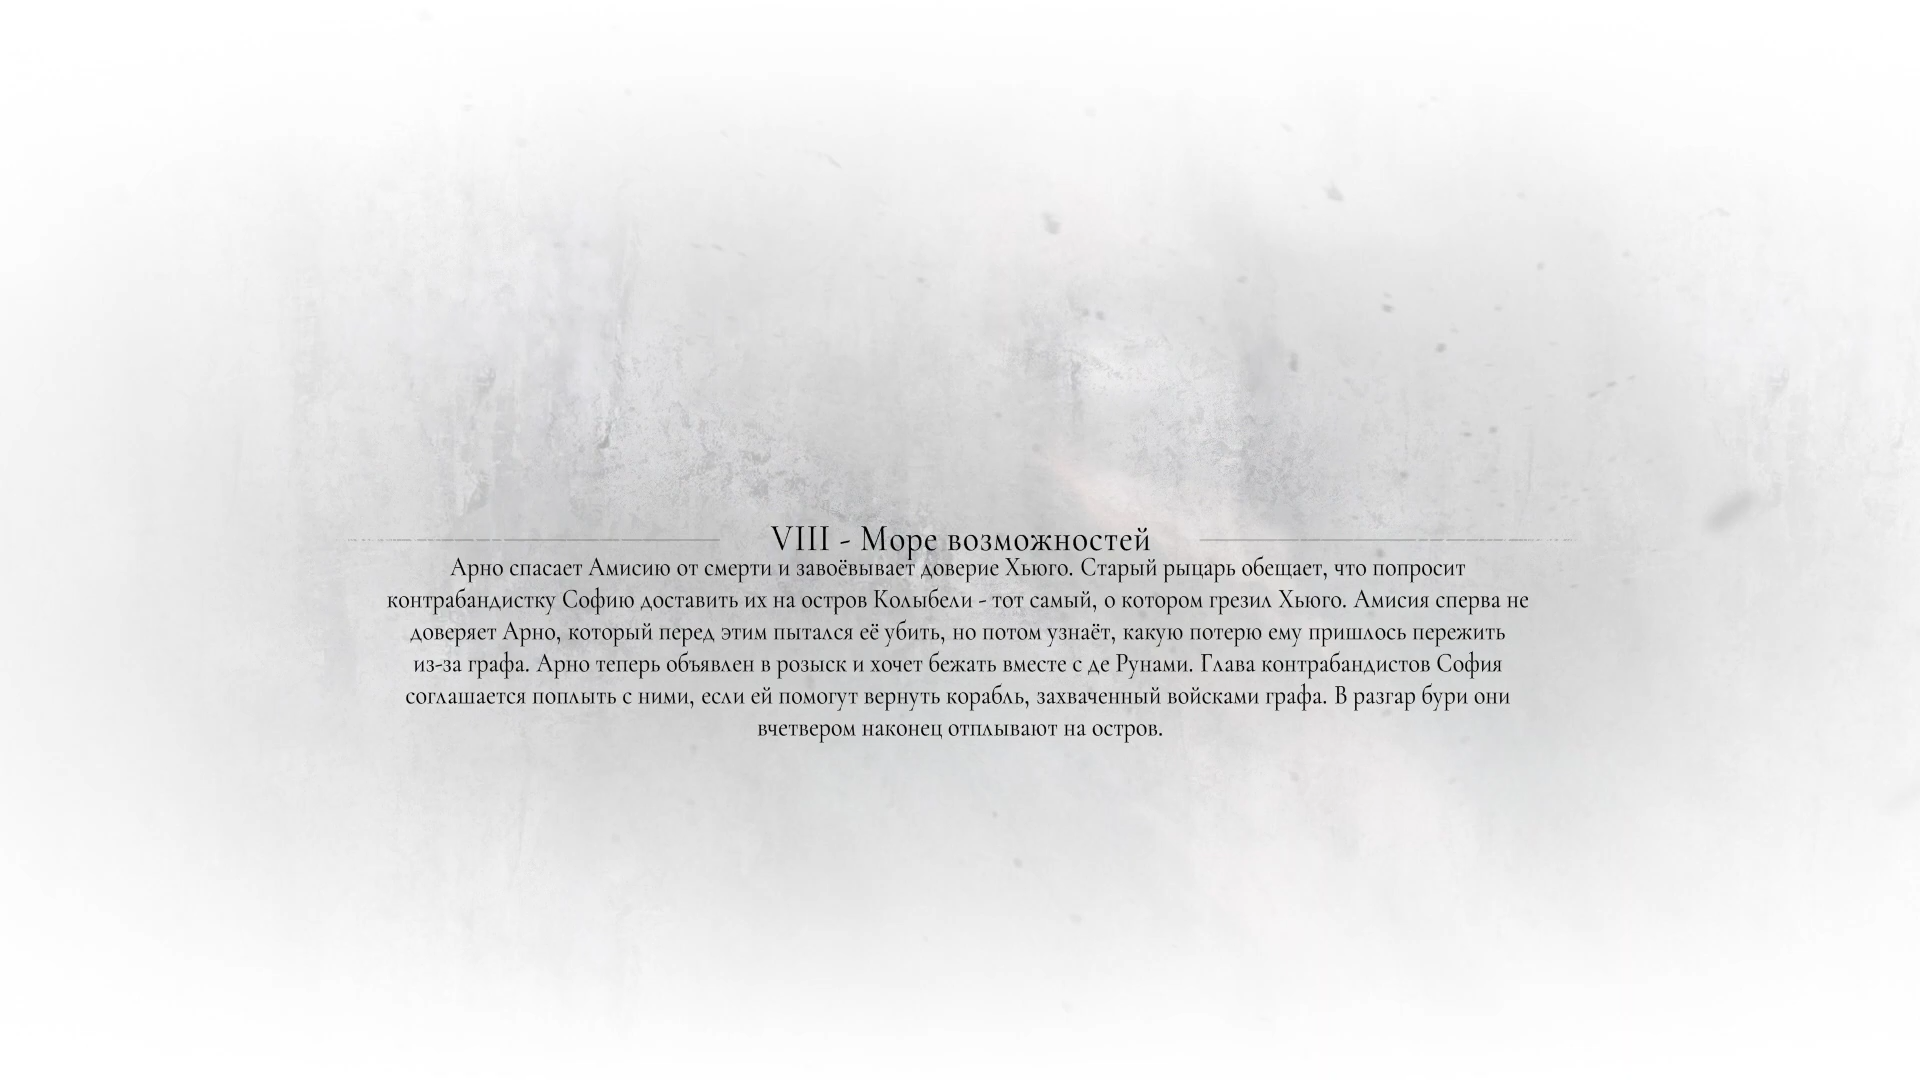 VIII - Море возможностей
Арно спасает Амисию от смерти и завоёвывает доверие Хьюго. Старый рыцарь обещает, что попросит
контрабандистку Софию доставить их на остров Колыбели - тот самый, о котором грезил Хьюго. Амисия сперва не
доверяет Арно, который перед этим пытался её убить, но потом узнаёт, какую потерю ему пришлось пережить
из-за графа. Арно теперь объявлен в розыск и хочет бежать вместе с де Рунами. Глава контрабандистов София
соглашается поплыть с ними, если ей помогут вернуть корабль, захваченный войсками графа. В разгар бури они
вчетвером наконец отплывают на остров.